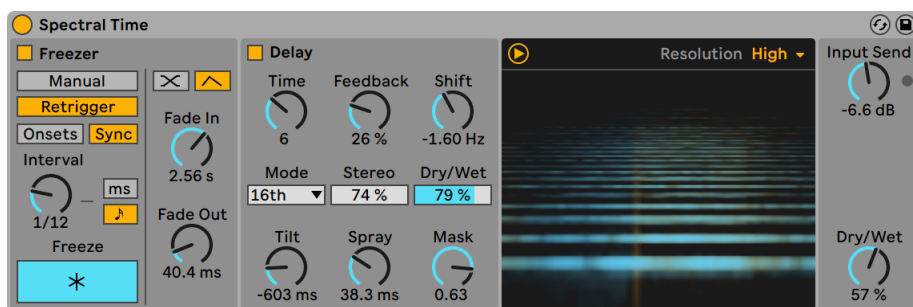 Spectral Time
Freezer
Manual
Retrigger
Onsets Sync
Interval
1/12
ms
Freeze
Fade In
2.56 s
Fade Out
40.4 ms
Delay
Time Feedback Shift
6 26 % -1.60 Hz
Mode Stereo Dry/Wet
16th 74 % 79 %
Tilt Spray Mask
-603 ms 38.3 ms 0.63
Resolution High
Input Send
-6.6 dB
Dry/Wet
57 %